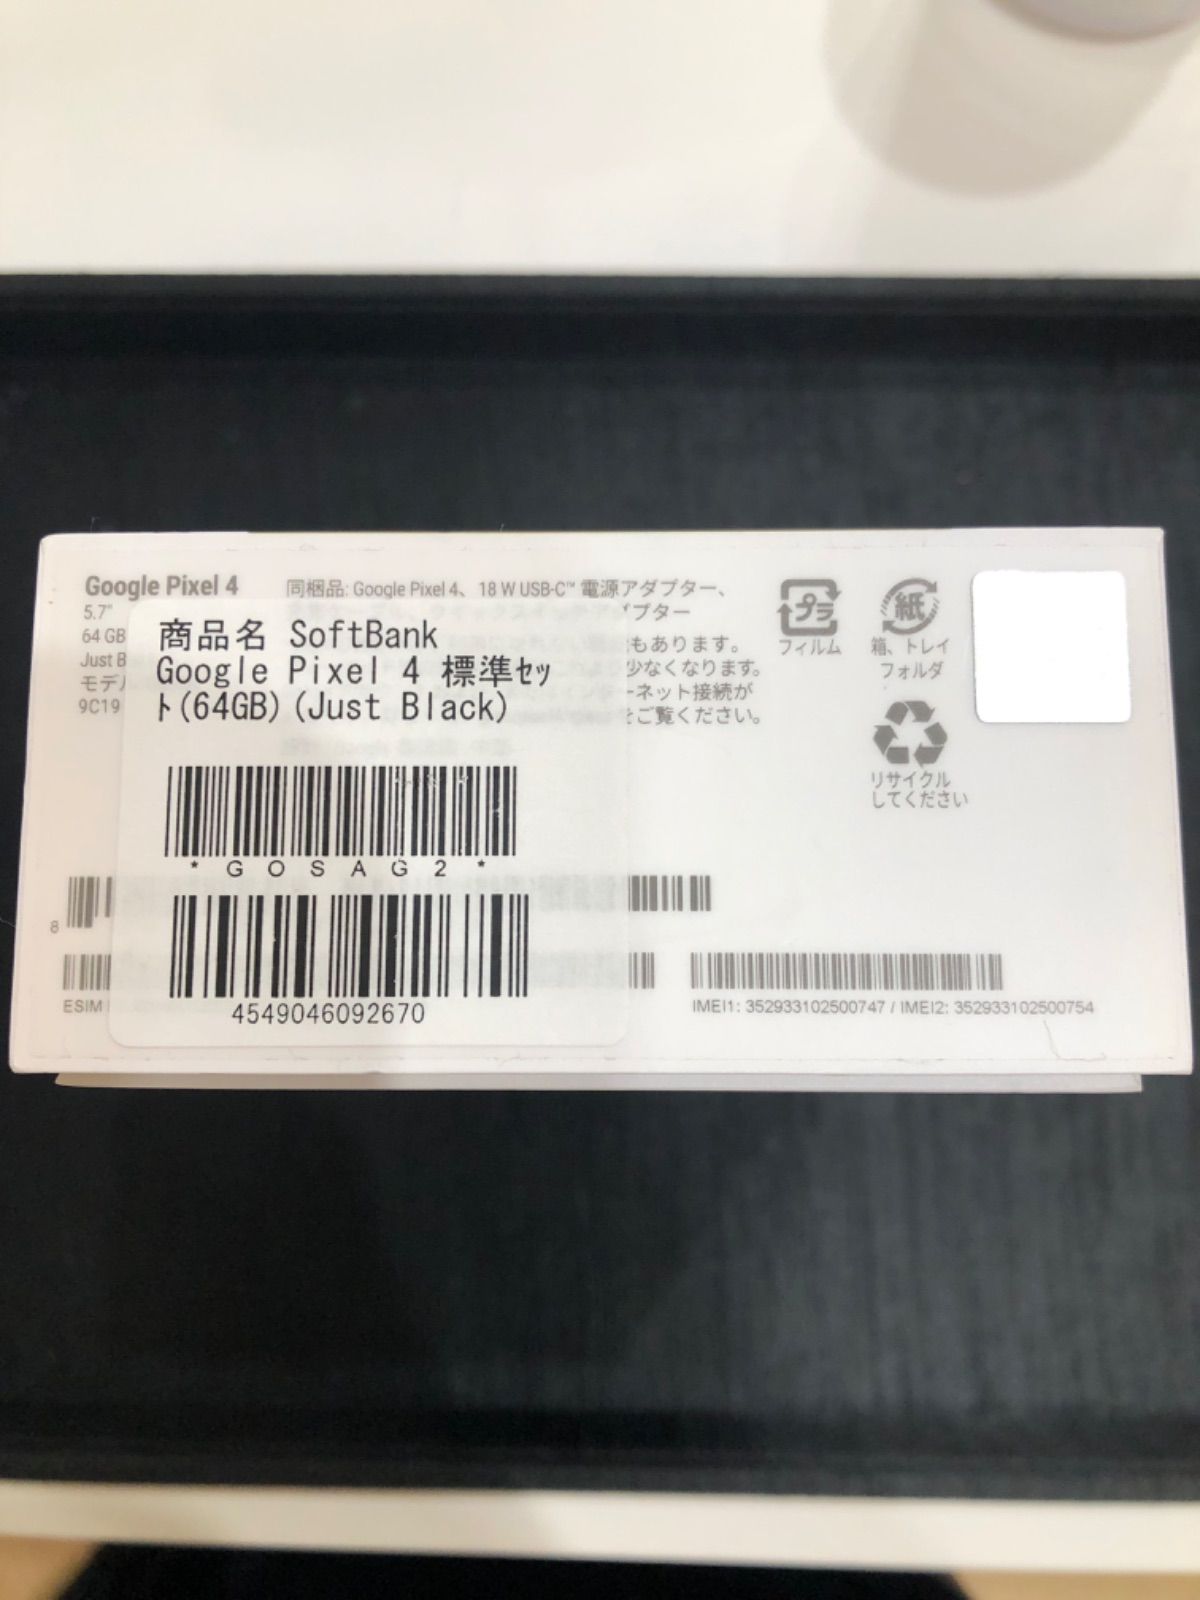 Google Pixel 4
5.7"
64 GB
Just B
モデル
9C19
同梱品: Google Pixel 4、18 W USB-C™ 電源アダプター、
プター
もあります。
少なくなります。
ーネット接続が
をご覧ください。
プラ
フィルム
紙
箱、トレイ
フォルダ
リサイクル
してください
商品名 SoftBank
Google Pixel 4 標準ｾｯ
ﾄ(64GB)(Just Black)
*GOSAG2*
4549046092670
8
ESIM
IMEI1: 352933102500747 / IMEI2: 352933102500754